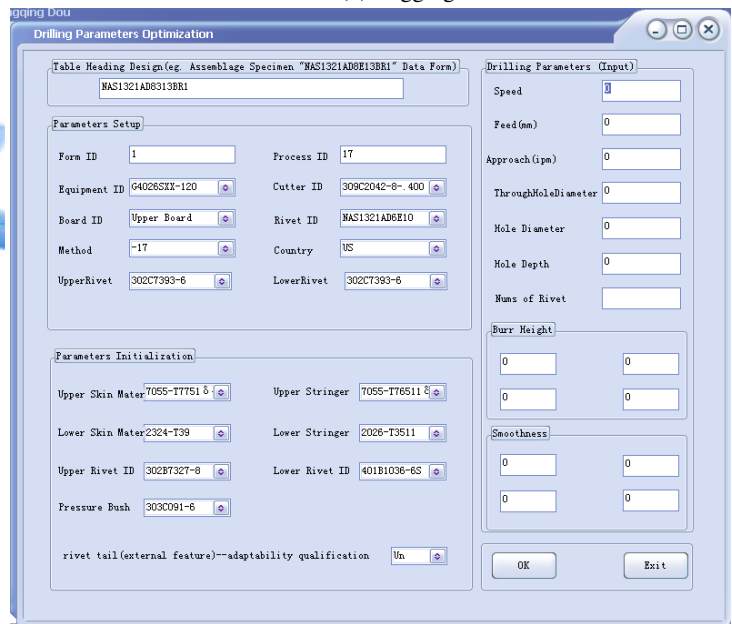 gqing Dou
Drilling Parameters Optimization
Table Heading Design(eg. Assemblage Specimen "NAS1321AD8E13BR1" Data Form)
NAS1321AD8313BR1
Parameters Setup
Form ID 1 Process ID 17
Equipment ID G4026SXX-120 Cutter ID 309C2042-8-.400
Board ID Upper Board Rivet ID NAS1321AD6E10
Method -17 Country US
UpperRivet 302C7393-6 LowerRivet 302C7393-6
Parameters Initialization
Upper Skin Mater 7055-T7751 δ Upper Stringer 7055-T76511
Lower Skin Mater 2324-T39 Lower Stringer 2026-T3511
Upper Rivet ID 302B7327-8 Lower Rivet ID 401B1036-6S
Pressure Bush 303C091-6
rivet tail(external feature)--adaptability qualification Un
Drilling Parameters (Input)
Speed 0
Feed(mm) 0
Approach(ipm) 0
ThroughHoleDiameter 0
Hole Diameter 0
Hole Depth 0
Nums of Rivet
Burr Height
0 0
0 0
Smoothness
0 0
0 0
OK Exit